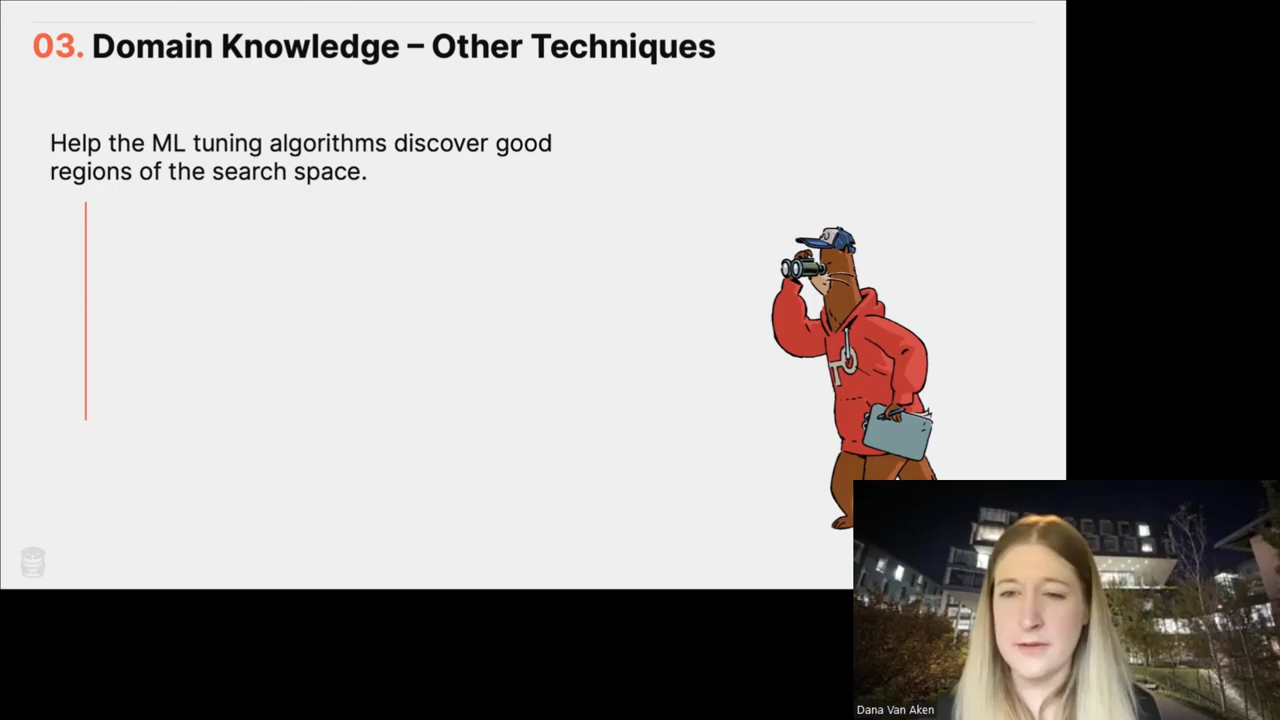 03. Domain Knowledge – Other Techniques
Help the ML tuning algorithms discover good
regions of the search space.
Dana Van Aken